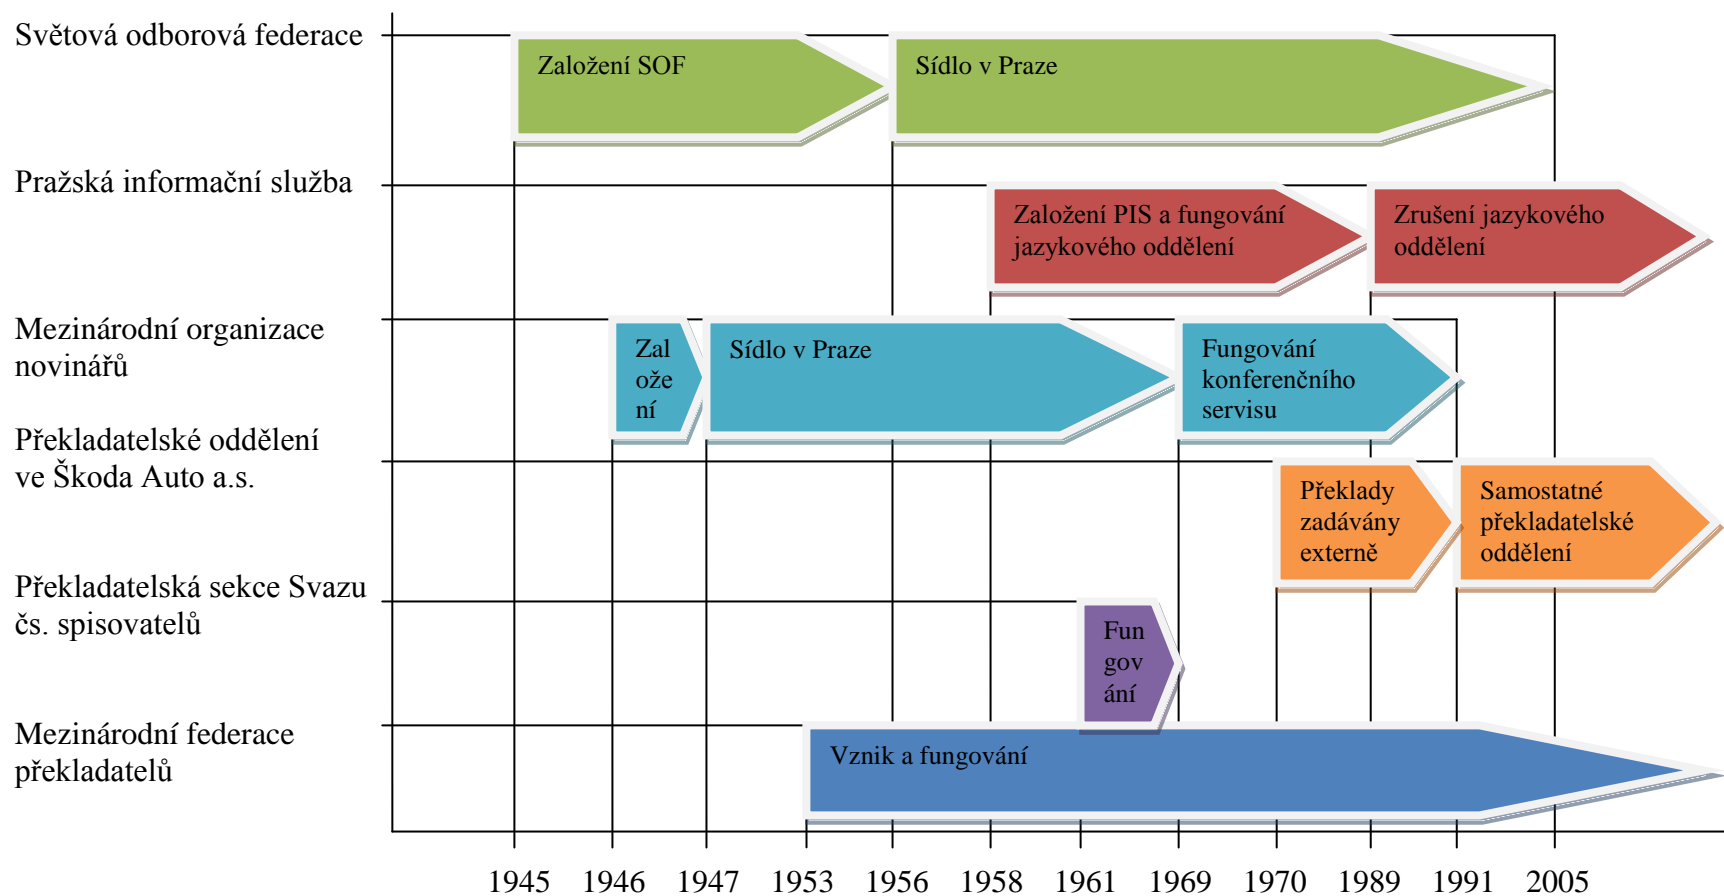 Světová odborová federace
Založení SOF
Sídlo v Praze
Pražská informační služba
Založení PIS a fungování
jazykového oddělení
Zrušení jazykového
oddělení
Mezinárodní organizace
novinářů
Zal
ože
ní
Sídlo v Praze
Fungování
konferenčního
servisu
Překladatelské oddělení
ve Škoda Auto a.s.
Překlady
zadávány
externě
Samostatné
překladatelské
oddělení
Překladatelská sekce Svazu
čs. spisovatelů
Fun
gov
ání
Mezinárodní federace
překladatelů
Vznik a fungování
1945 1946 1947 1953 1956 1958 1961 1969 1970 1989 1991 2005